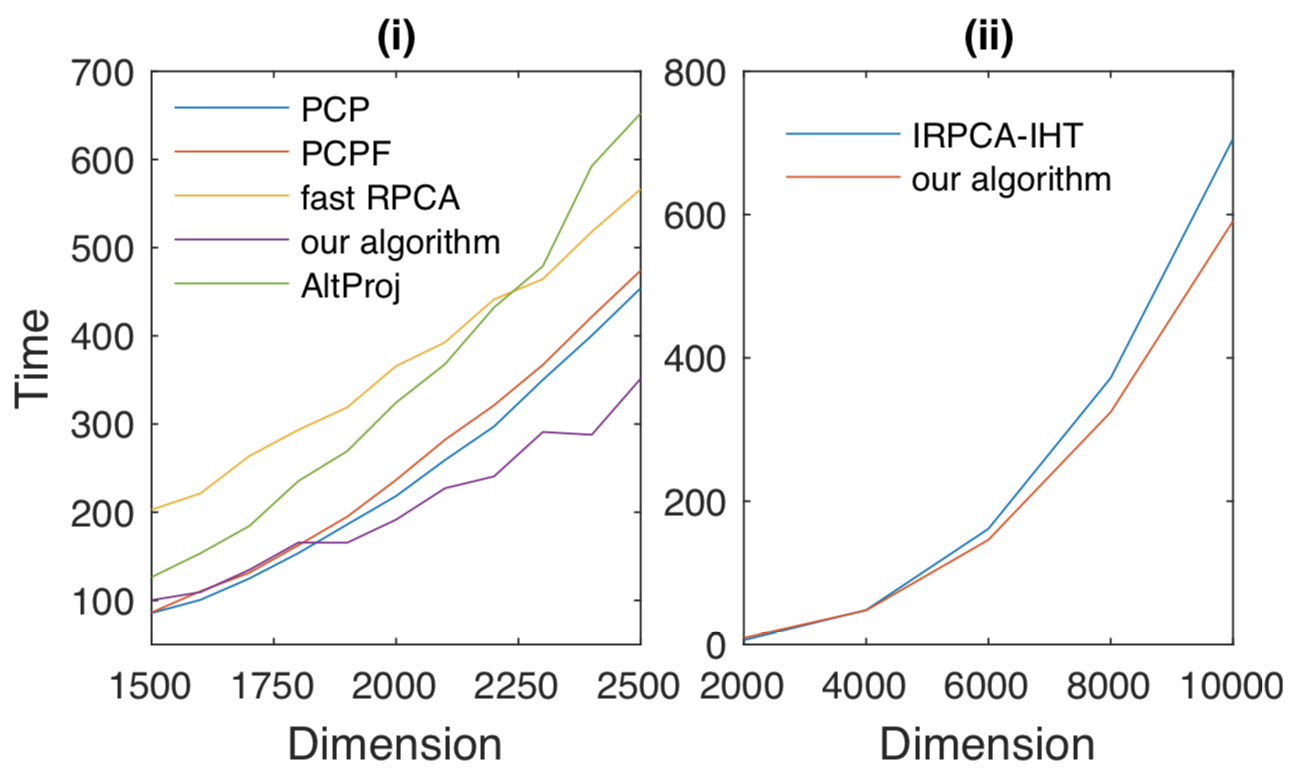 (i)
700
600
500
400
300
200
100
Time
PCP
PCPF
fast RPCA
our algorithm
AltProj
1500 1750 2000 2250 2500
Dimension
(ii)
800
600
400
200
0
IRPCA-IHT
our algorithm
2000 4000 6000 8000 10000
Dimension